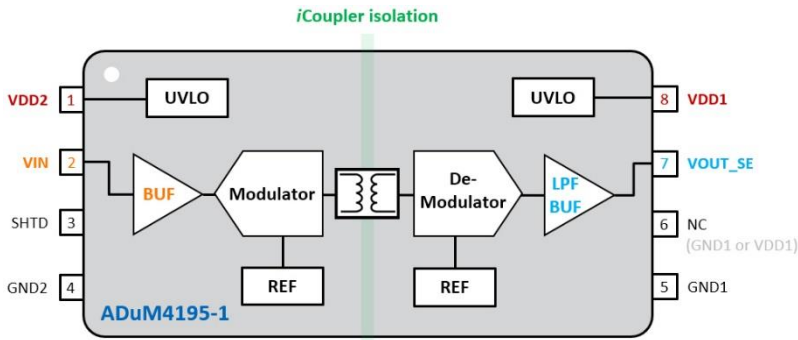 iCoupler isolation
VDD2 1 UVLO UVLO 8 VDD1
VIN 2 7 VOUT_SE
BUF Modulator De-
Modulator LPF
BUF
SHTD 3 6 NC
(GND1 or VDD1)
GND2 4 REF REF 5 GND1
ADuM4195-1